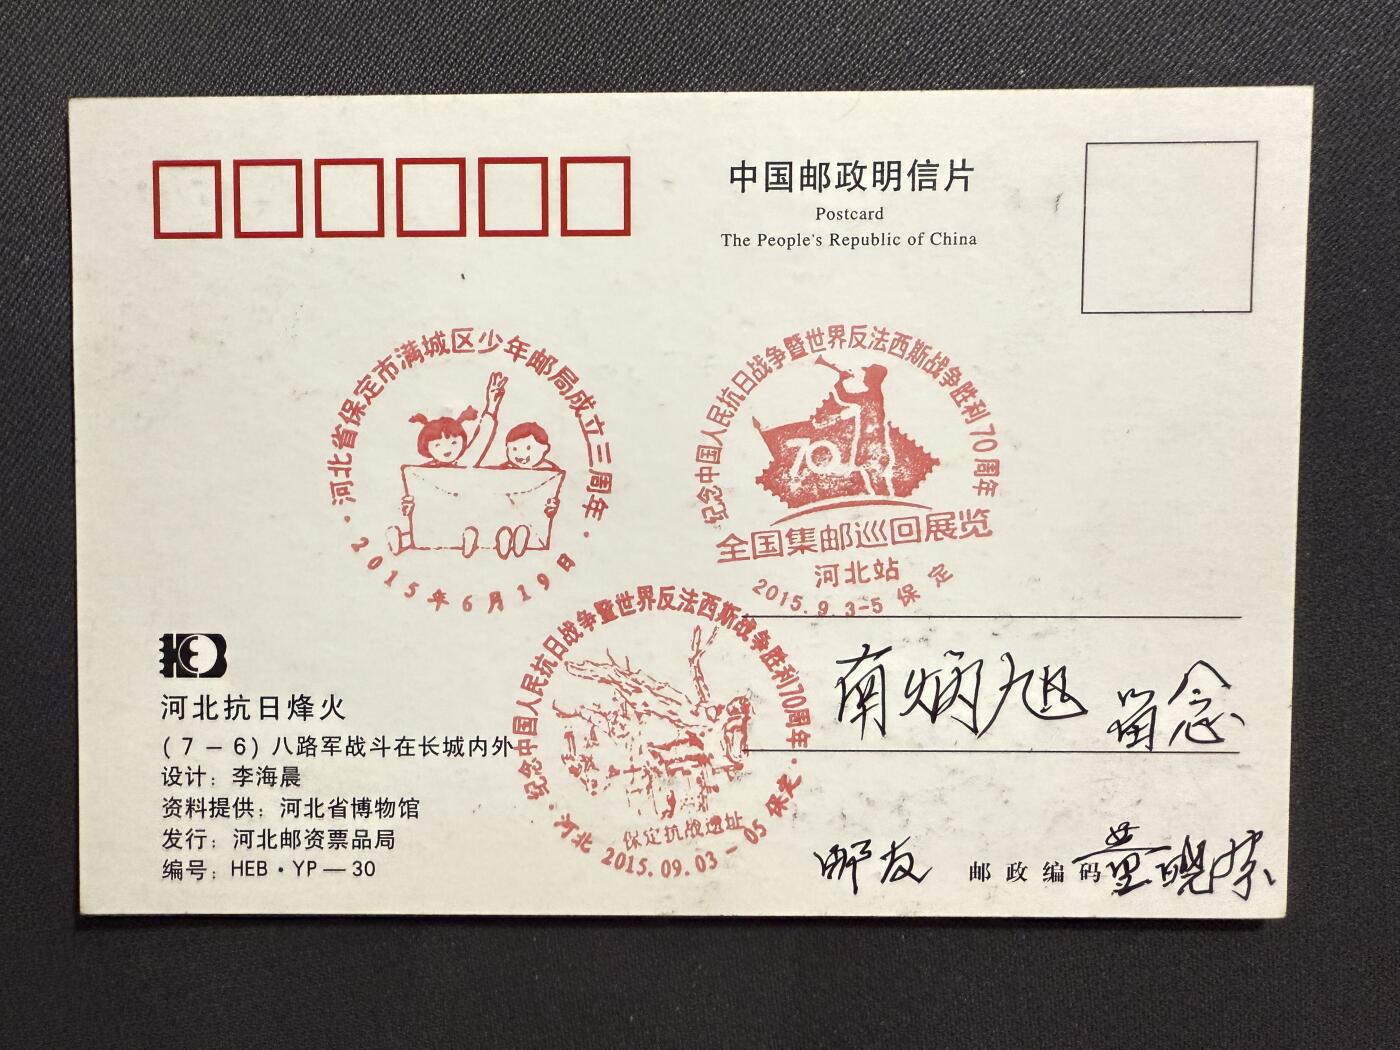 中国邮政明信片
Postcard
The People's Republic of China
·河北省保定市满城区少年邮局成立三周年·
2015年6月19日
纪念中国人民抗日战争暨世界反法西斯战争胜利70周年
70
全国集邮巡回展览
河北站
2015.9.3-5 保定
纪念中国人民抗日战争暨世界反法西斯战争胜利70周年
保定抗战遗址
·河北 2015.09.03-05 保定·
河北抗日烽火
(7-6)八路军战斗在长城内外
设计：李海晨
资料提供：河北省博物馆
发行：河北邮资票品局
编号：HEB·YP—30
南炳旭 留念
邮友
邮政编码